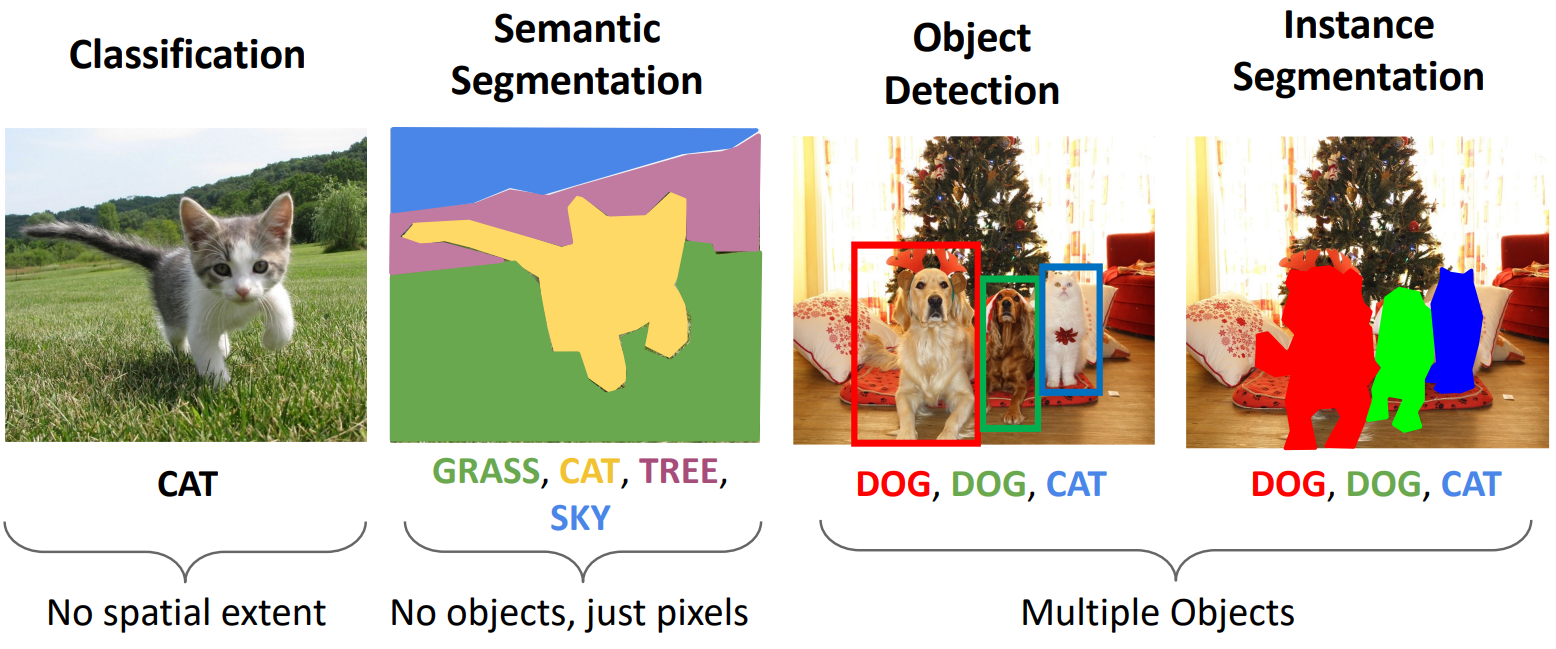 Classification
Semantic
Segmentation
Object
Detection
Instance
Segmentation
CAT
GRASS, CAT, TREE,
SKY
DOG, DOG, CAT
DOG, DOG, CAT
No spatial extent
No objects, just pixels
Multiple Objects